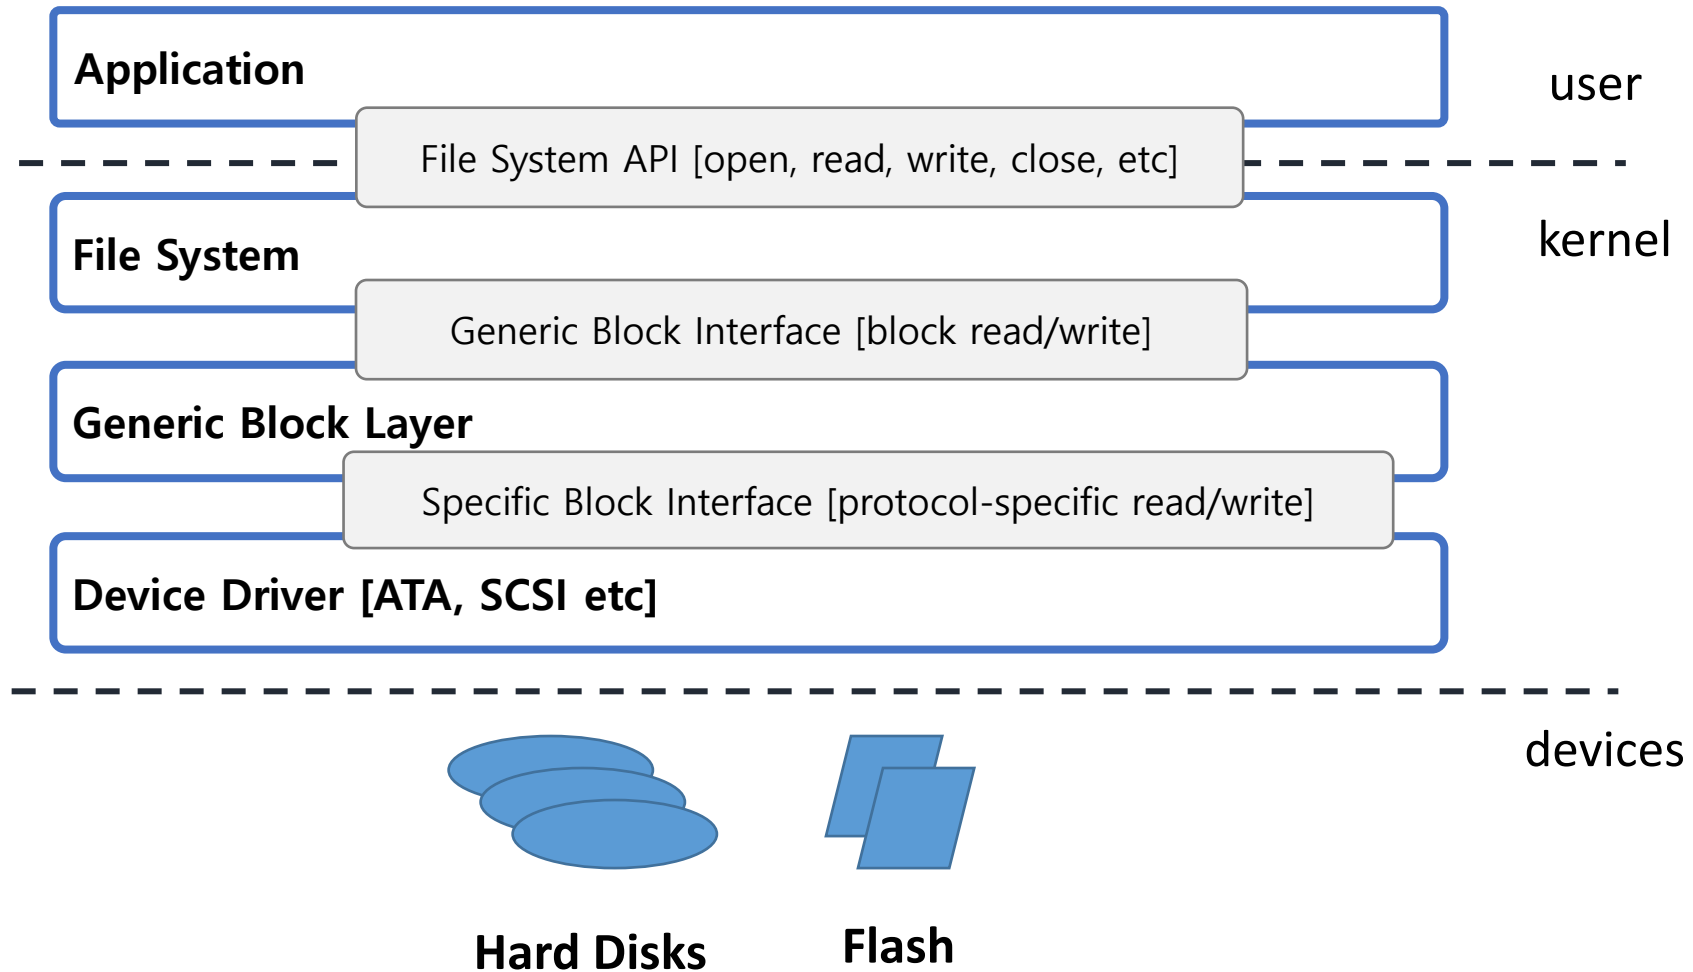 Application
user
File System API [open, read, write, close, etc]
File System
kernel
Generic Block Interface [block read/write]
Generic Block Layer
Specific Block Interface [protocol-specific read/write]
Device Driver [ATA, SCSI etc]
devices
Hard Disks
Flash